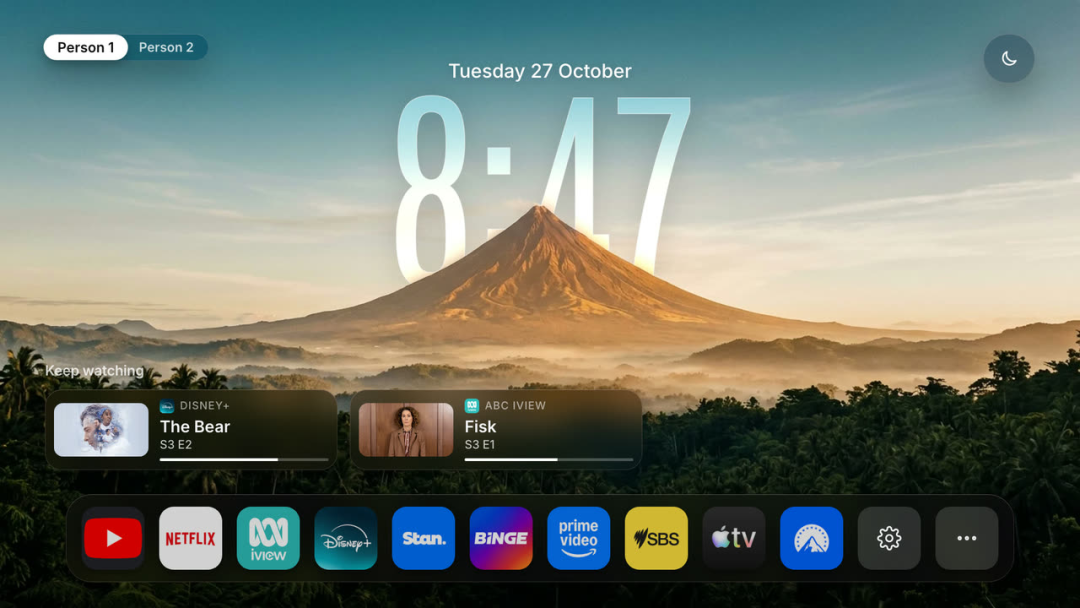 Person 1
Person 2
Tuesday 27 October
8:47
Keep watching
DISNEY+
The Bear
S3 E2
ABC IVIEW
Fisk
S3 E1
NETFLIX
iview
Disney+
Stan.
BiNGE
prime
video
SBS
tv